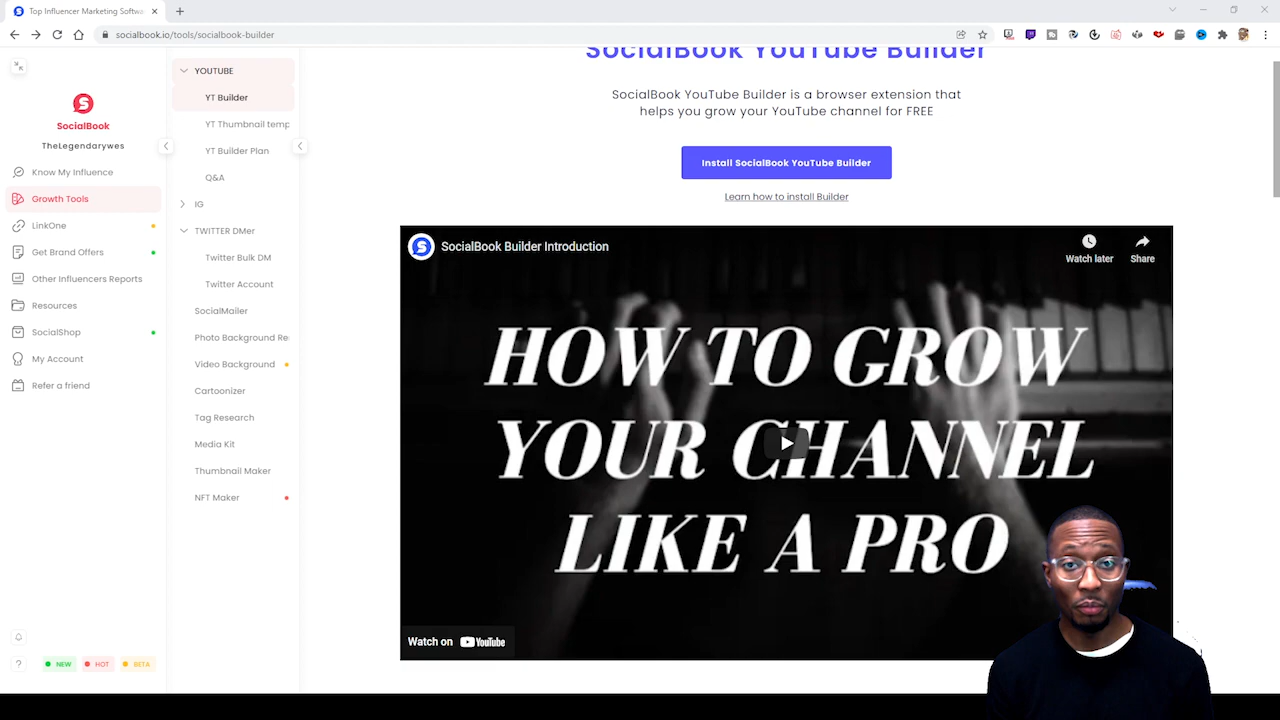 Top Influencer Marketing Softwa
socialbook.io/tools/socialbook-builder
SocialBook
TheLegendarywes
Know My Influence
Growth Tools
LinkOne
Get Brand Offers
Other Influencers Reports
Resources
SocialShop
My Account
Refer a friend
?
NEW
HOT
BETA
YOUTUBE
YT Builder
YT Thumbnail temp
YT Builder Plan
Q&A
IG
TWITTER DMer
Twitter Bulk DM
Twitter Account
SocialMailer
Photo Background Re
Video Background
Cartoonizer
Tag Research
Media Kit
Thumbnail Maker
NFT Maker
SocialBook YouTube Builder
SocialBook YouTube Builder is a browser extension that
helps you grow your YouTube channel for FREE
Install SocialBook YouTube Builder
Learn how to install Builder
SocialBook Builder Introduction
Watch later
Share
HOW TO GROW
YOUR CHANNEL
LIKE A PRO
Watch on YouTube